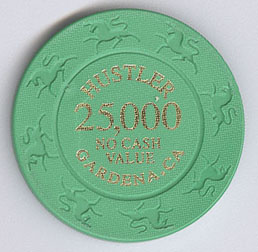 HUSTLER
25,000
NO CASH
VALUE
GARDENA, CA